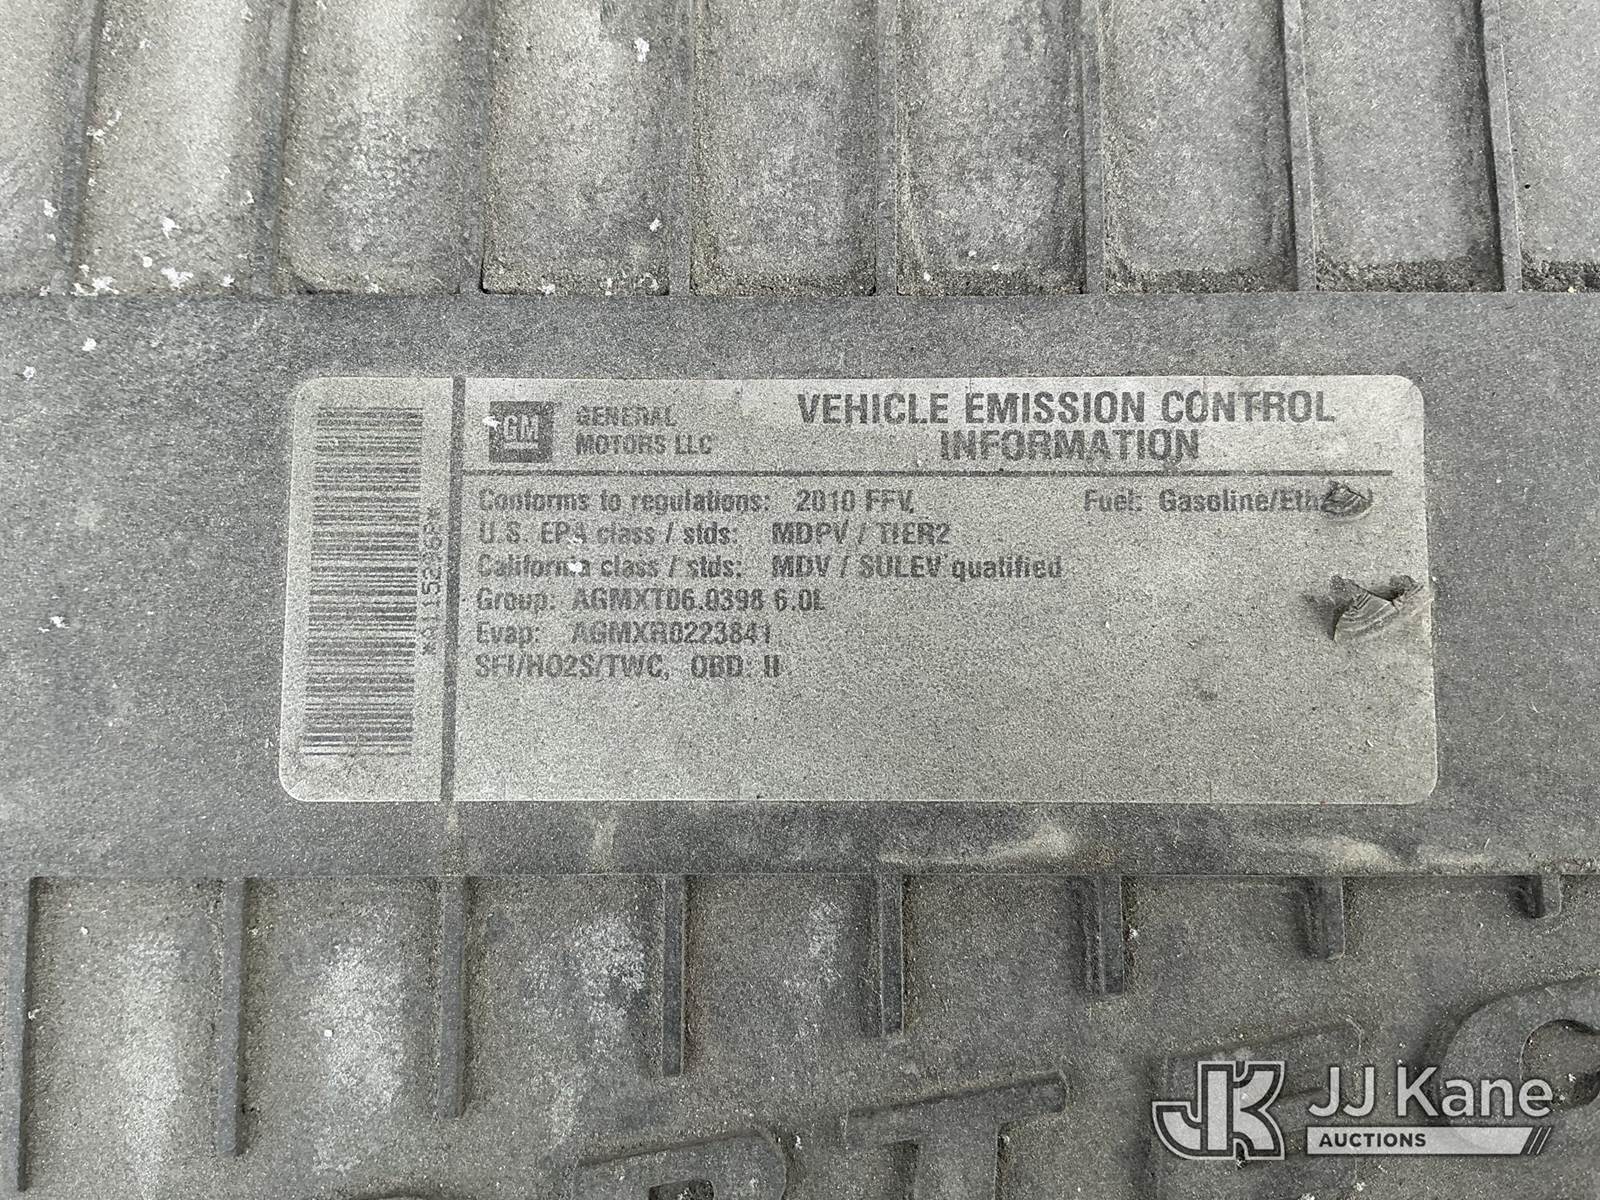 GM
GENERAL
MOTORS LLC
VEHICLE EMISSION CONTROL
INFORMATION
Conforms to regulations: 2010 FFV, Fuel:
U.S. EPA class / stds: MDPV / TIER2
California class / stds: MDV / SULEV qualified
Group: AGMXT06.0398 6.0L
Evap: AGMXR0223841
SFI/HO2S/TWC, OBD: II
JJ Kane
AUCTIONS